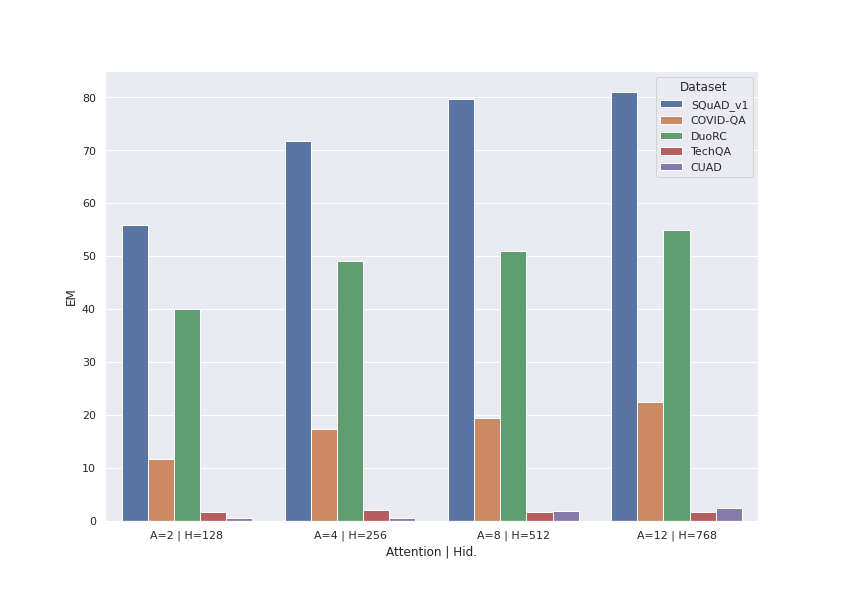 Dataset
SQuAD_v1
COVID-QA
DuoRC
TechQA
CUAD
80
70
60
50
40
30
20
10
0
EM
A=2 | H=128
A=4 | H=256
A=8 | H=512
A=12 | H=768
Attention | Hid.